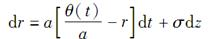 dr = a[θ(t)/a − r]dt + σdz